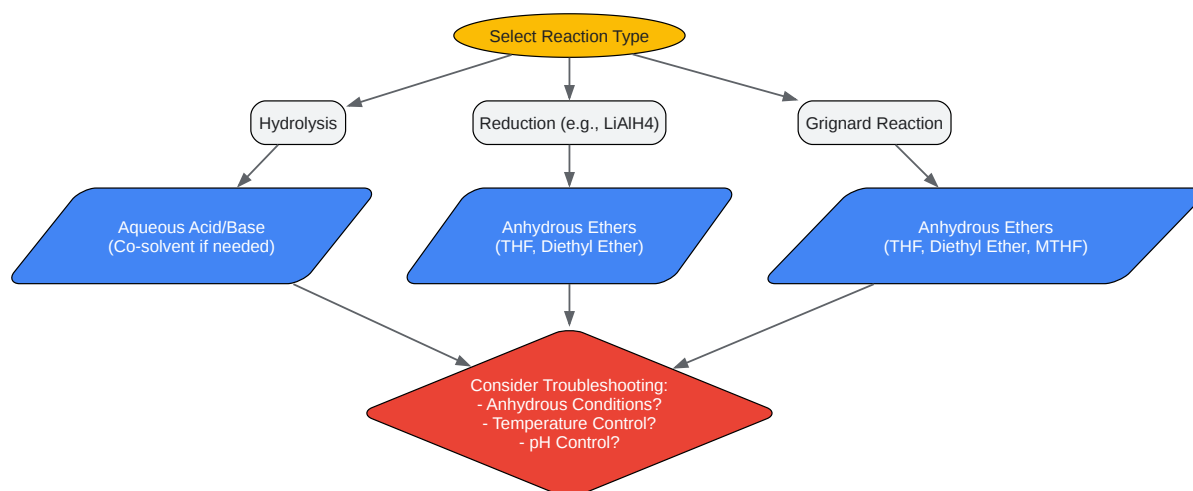 Select Reaction Type
Hydrolysis
Reduction (e.g., LiAlH4)
Grignard Reaction
Aqueous Acid/Base
(Co-solvent if needed)
Anhydrous Ethers
(THF, Diethyl Ether)
Anhydrous Ethers
(THF, Diethyl Ether, MTHF)
Consider Troubleshooting:
- Anhydrous Conditions?
- Temperature Control?
- pH Control?